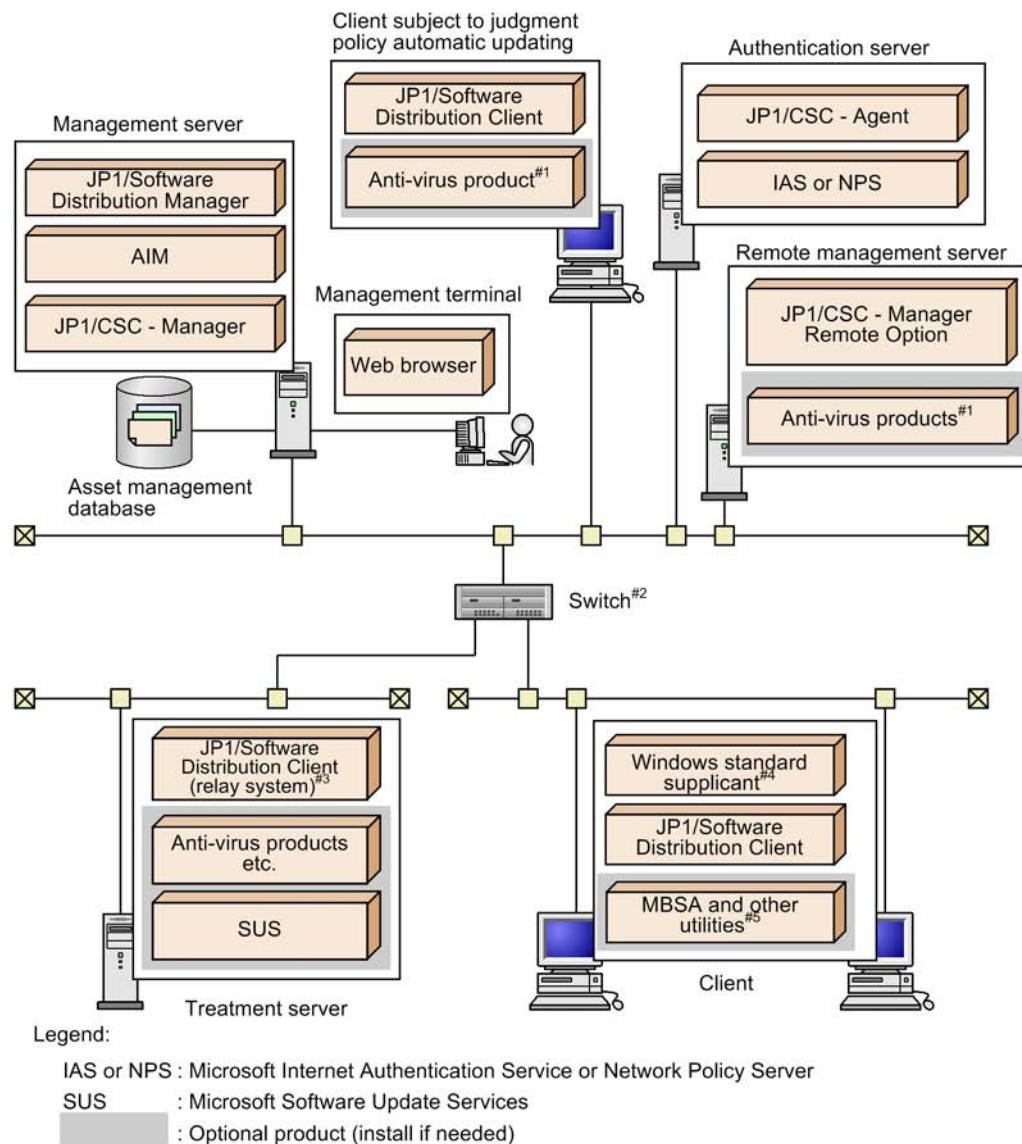 Client subject to judgment
policy automatic updating
JP1/Software
Distribution Client
Anti-virus product#1
Authentication server
JP1/CSC - Agent
IAS or NPS
Management server
JP1/Software
Distribution Manager
AIM
JP1/CSC - Manager
Management terminal
Web browser
Remote management server
JP1/CSC - Manager
Remote Option
Anti-virus products#1
Asset management
database
Switch#2
JP1/Software
Distribution Client
(relay system)#3
Anti-virus products
etc.
SUS
Treatment server
Windows standard
supplicant#4
JP1/Software
Distribution Client
MBSA and other
utilities#5
Client
Legend:
IAS or NPS : Microsoft Internet Authentication Service or Network Policy Server
SUS : Microsoft Software Update Services
: Optional product (install if needed)